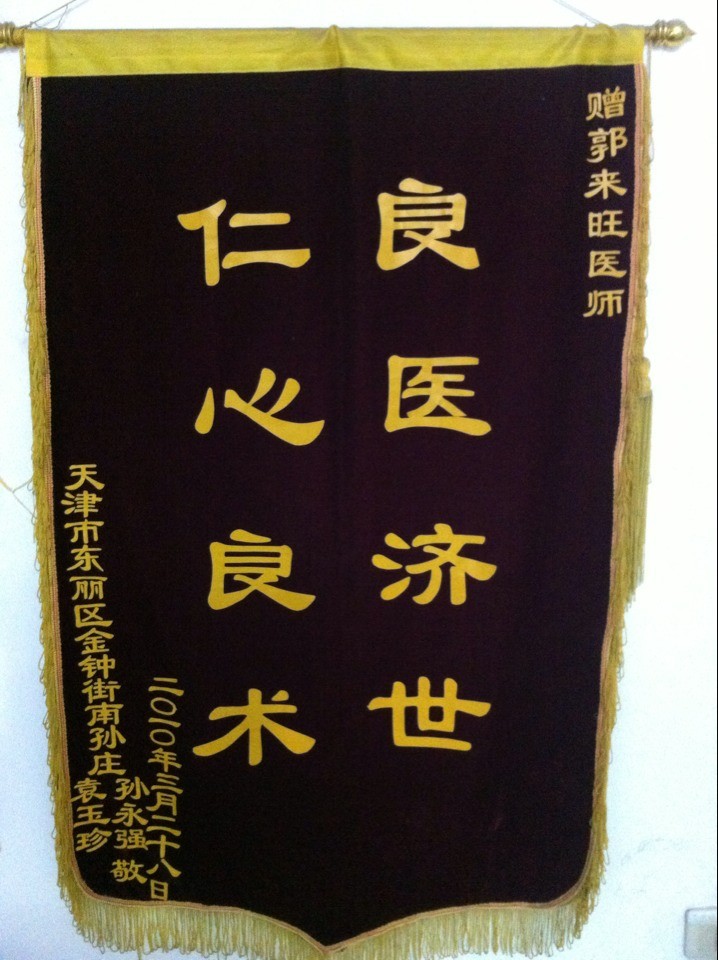 赠郭来旺医师
良医济世
仁心良术
二〇一〇年三月二十八日
天津市东丽区金钟街南孙庄
孙永强
袁玉珍
敬